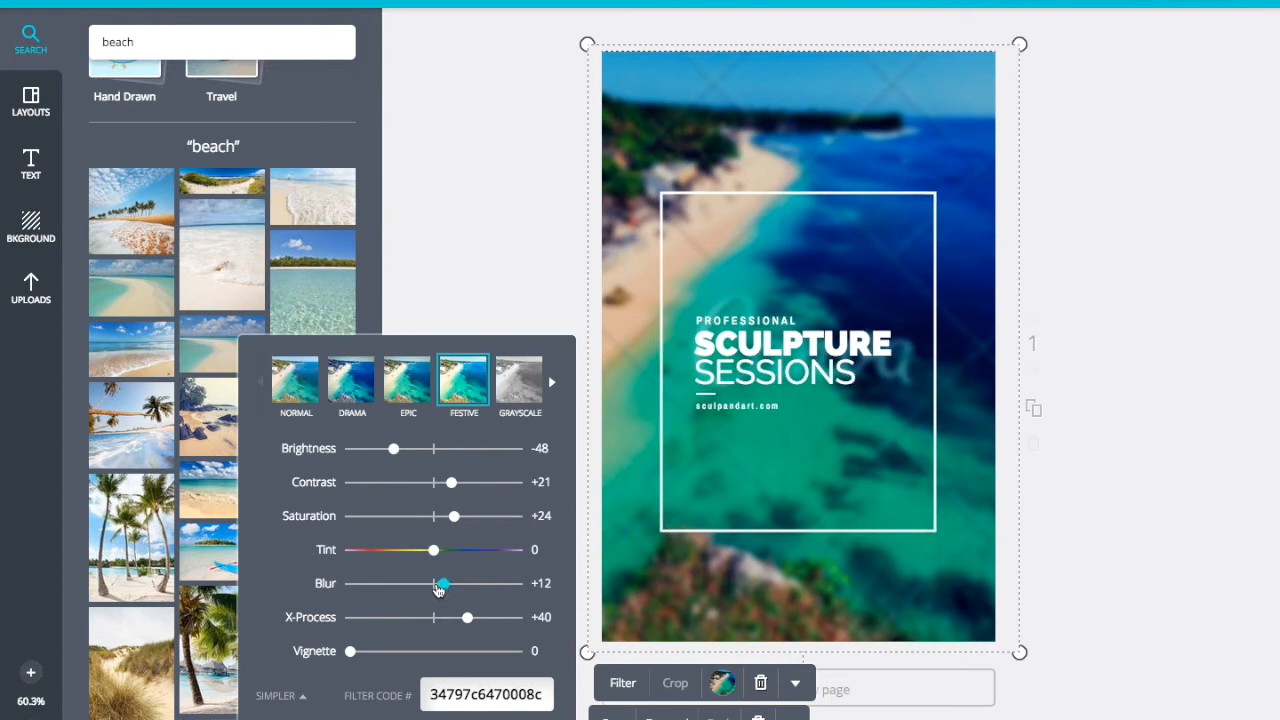 SEARCH
LAYOUTS
TEXT
BKGROUND
UPLOADS
60.3%
beach
Hand Drawn
Travel
“beach”
NORMAL
DRAMA
EPIC
FESTIVE
GRAYSCALE
Brightness -48
Contrast +21
Saturation +24
Tint 0
Blur +12
X-Process +40
Vignette 0
SIMPLER
FILTER CODE #
34797c6470008c
PROFESSIONAL
SCULPTURE
SESSIONS
sculpandart.com
1
Filter
Crop
page